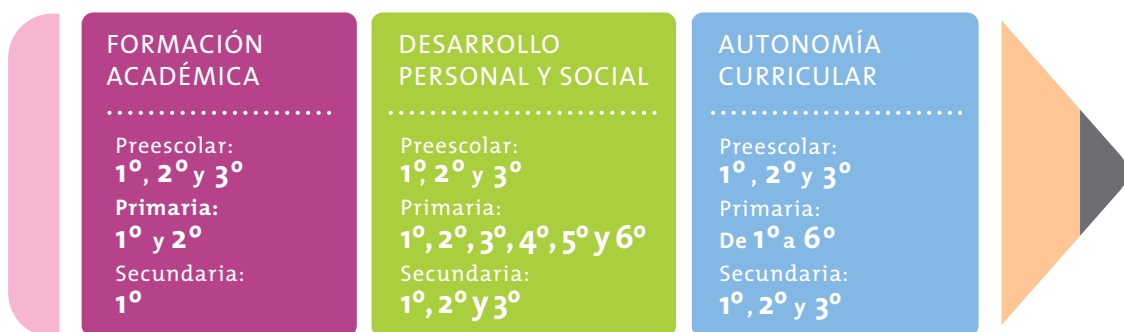 FORMACIÓN
ACADÉMICA
Preescolar:
1º, 2º y 3º
Primaria:
1º y 2º
Secundaria:
1º
DESARROLLO
PERSONAL Y SOCIAL
Preescolar:
1º, 2º y 3º
Primaria:
1º, 2º, 3º, 4º, 5º y 6º
Secundaria:
1º, 2º y 3º
AUTONOMÍA
CURRICULAR
Preescolar:
1º , 2º y 3º
Primaria:
De 1º a 6º
Secundaria:
1º, 2º y 3º